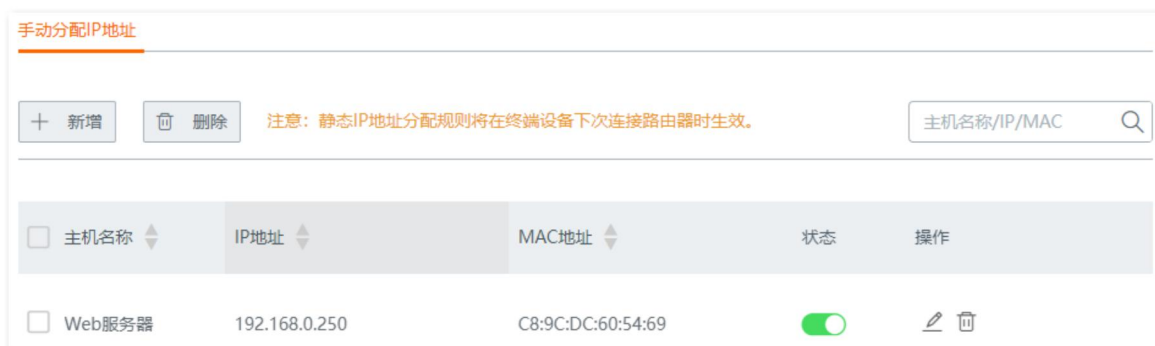 手动分配IP地址
新增 删除 注意：静态IP地址分配规则将在终端设备下次连接路由器时生效。 主机名称/IP/MAC
主机名称 IP地址 MAC地址 状态 操作
Web服务器 192.168.0.250 C8:9C:DC:60:54:69